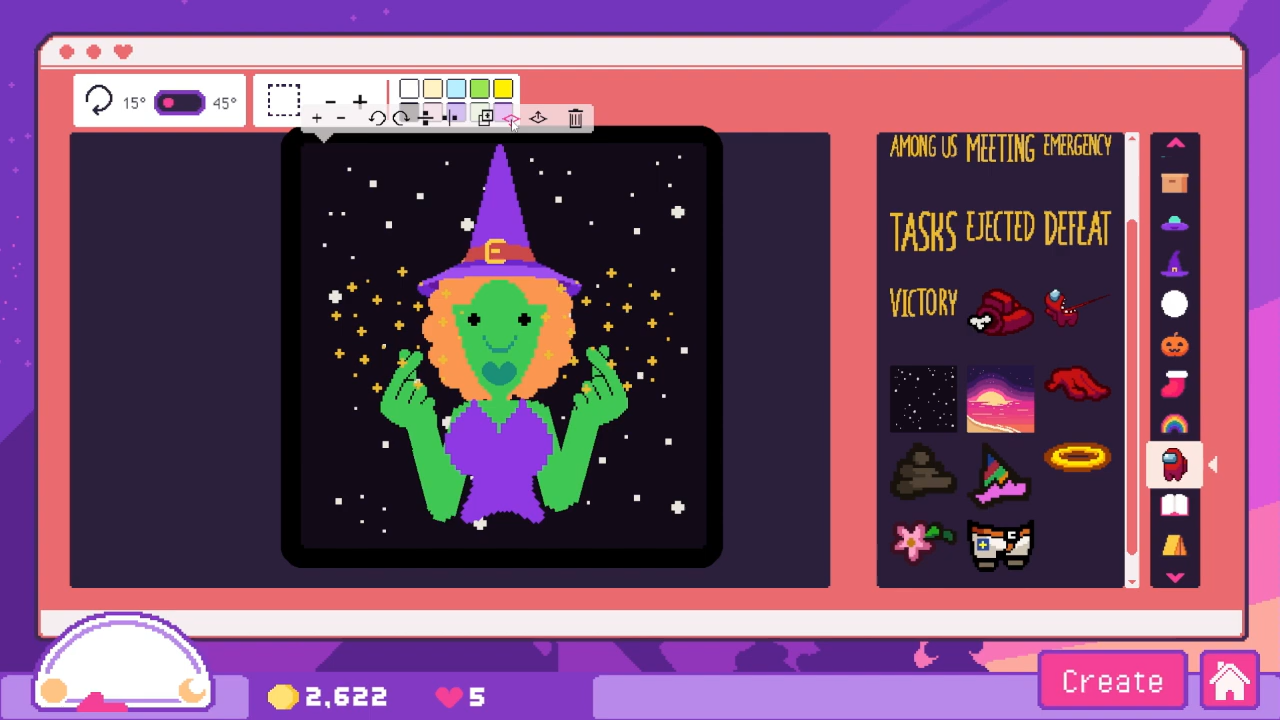 15° 45°
AMONG US MEETING EMERGENCY
TASKS EJECTED DEFEAT
VICTORY
2,622 5
Create